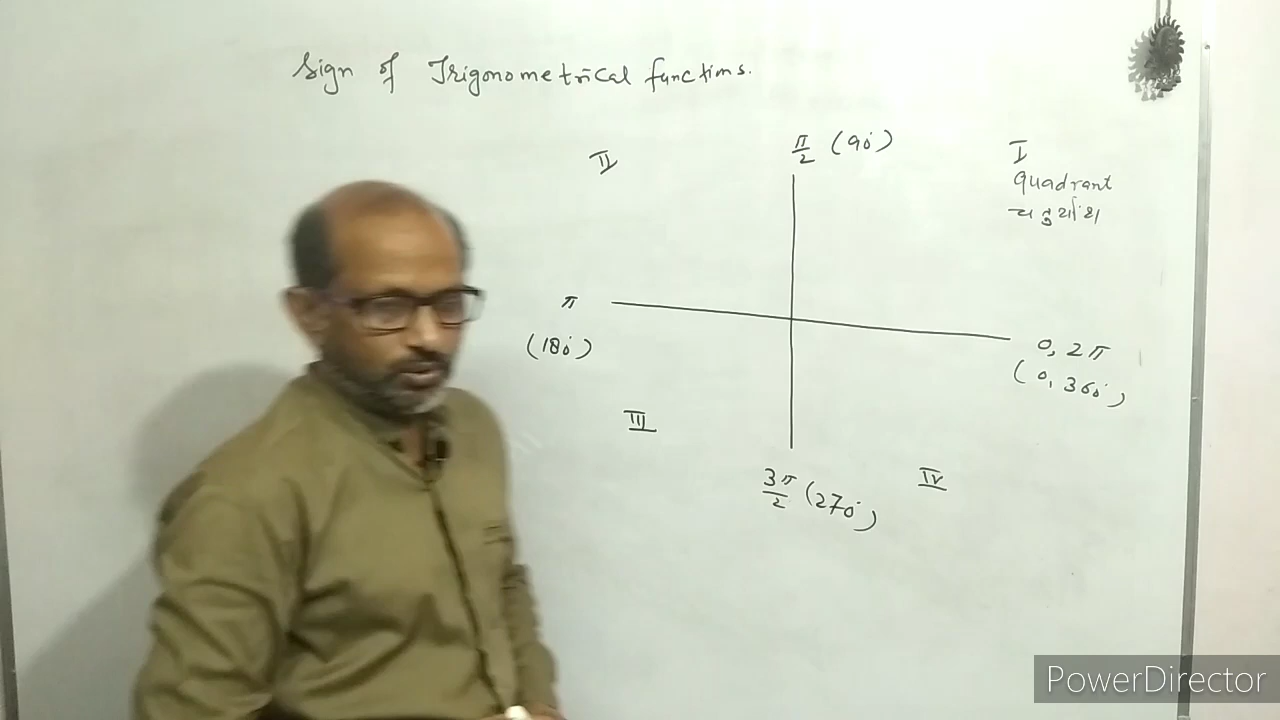 Sign of Trigonometrical functions.
II
π/2 (90°)
I
quadrant
चतुर्थांश
π
(180°)
0, 2π
(0, 360°)
III
3π/2 (270°)
IV
PowerDirector